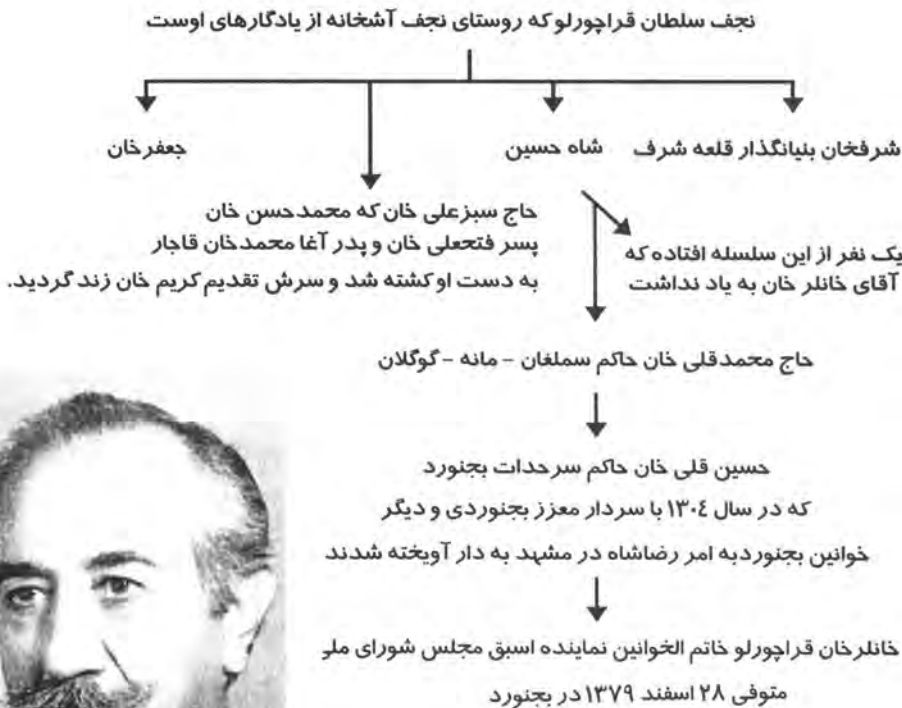 نجف سلطان قراچورلو که روستای نجف آشخانه از یادگارهای اوست
شرفخان بنیانگذار قلعه شرف
شاه حسین
جعفرخان
حاج سبزعلی خان که محمدحسن خان
پسر فتحعلی خان و پدر آغا محمدخان قاجار
به دست او کشته شد و سرش تقدیم کریم خان زند گردید.
یک نفر از این سلسله افتاده که
آقای خانلر خان به یاد نداشت
حاج محمدقلی خان حاکم سملغان - مانه - گوگلان
حسین قلی خان حاکم سرحدات بجنورد
که در سال ۱۳۰٤ با سردار معزز بجنوردی و دیگر
خوانین بجنوردبه امر رضاشاه در مشهد به دار آویخته شدند
خانلرخان قراچورلو خاتم الخوانین نماینده اسبق مجلس شورای ملی
متوفی ۲۸ اسفند ۱۳۷۹ در بجنورد